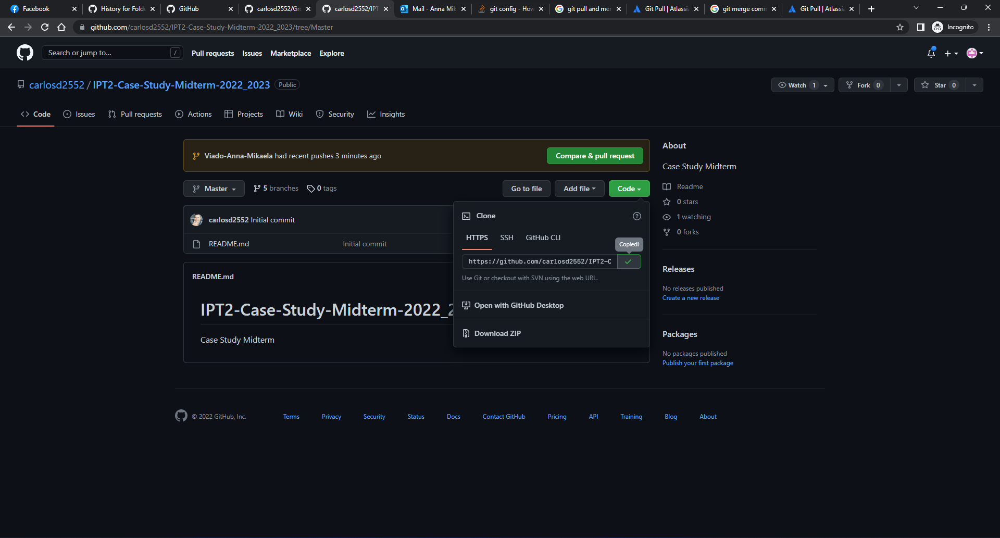 Facebook
History for Fold
GitHub
carlosd2552/Gro
carlosd2552/IPT
Mail - Anna Mik
git config - How
git pull and mer
Git Pull | Atlassia
git merge comm
Git Pull | Atlassia
github.com/carlosd2552/IPT2-Case-Study-Midterm-2022_2023/tree/Master
Incognito
Search or jump to...
/
Pull requests
Issues
Marketplace
Explore
carlosd2552 / IPT2-Case-Study-Midterm-2022_2023
Public
Watch 1
Fork 0
Star 0
Code
Issues
Pull requests
Actions
Projects
Wiki
Security
Insights
Viado-Anna-Mikaela had recent pushes 3 minutes ago
Compare & pull request
Master
5 branches
0 tags
Go to file
Add file
Code
carlosd2552 Initial commit
README.md
Initial commit
README.md
IPT2-Case-Study-Midterm-2022_2
Case Study Midterm
Clone
HTTPS
SSH
GitHub CLI
Copied!
https://github.com/carlosd2552/IPT2-C
Use Git or checkout with SVN using the web URL.
Open with GitHub Desktop
Download ZIP
About
Case Study Midterm
Readme
0 stars
1 watching
0 forks
Releases
No releases published
Create a new release
Packages
No packages published
Publish your first package
© 2022 GitHub, Inc.
Terms
Privacy
Security
Status
Docs
Contact GitHub
Pricing
API
Training
Blog
About